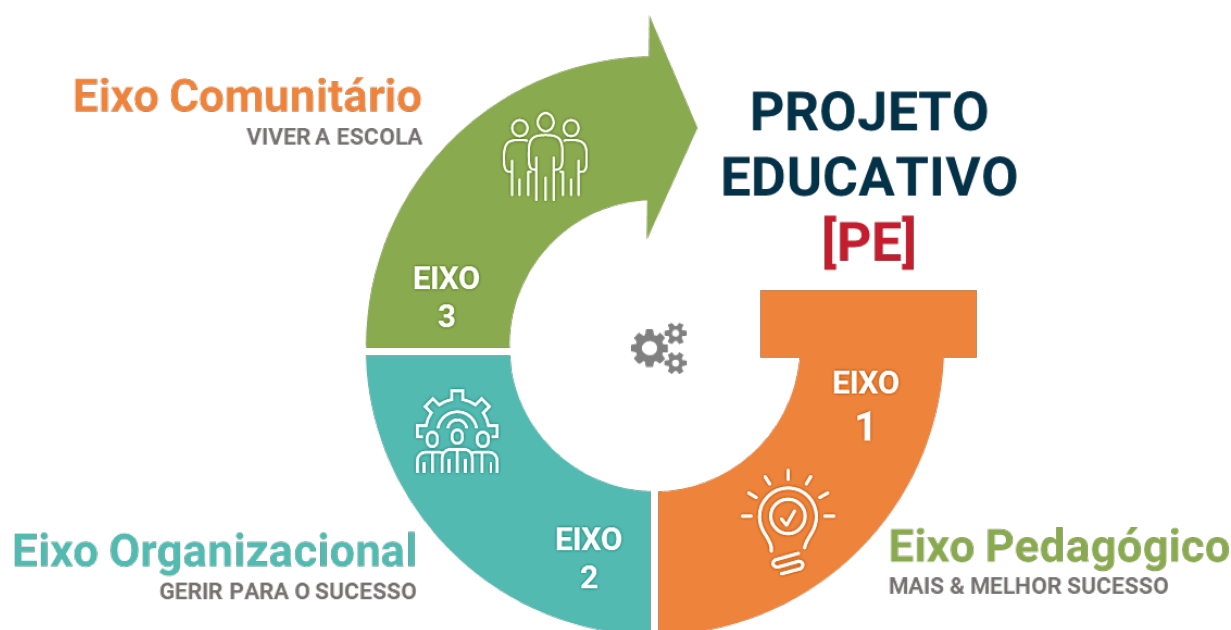 Eixo Comunitário
VIVER A ESCOLA
PROJETO
EDUCATIVO
[PE]
EIXO
3
EIXO
1
Eixo Organizacional
GERIR PARA O SUCESSO
EIXO
2
Eixo Pedagógico
MAIS & MELHOR SUCESSO